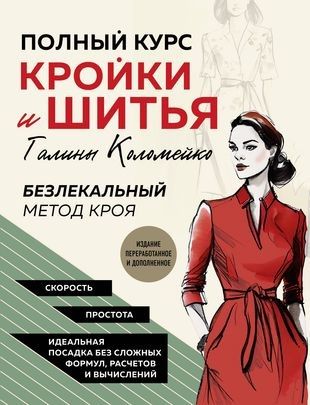 ПОЛНЫЙ КУРС
КРОЙКИ
и ШИТЬЯ
Галины Коломейко
БЕЗЛЕКАЛЬНЫЙ
МЕТОД КРОЯ
ИЗДАНИЕ
ПЕРЕРАБОТАННОЕ
И ДОПОЛНЕННОЕ
СКОРОСТЬ
ПРОСТОТА
ИДЕАЛЬНАЯ
ПОСАДКА БЕЗ СЛОЖНЫХ
ФОРМУЛ, РАСЧЕТОВ
И ВЫЧИСЛЕНИЙ